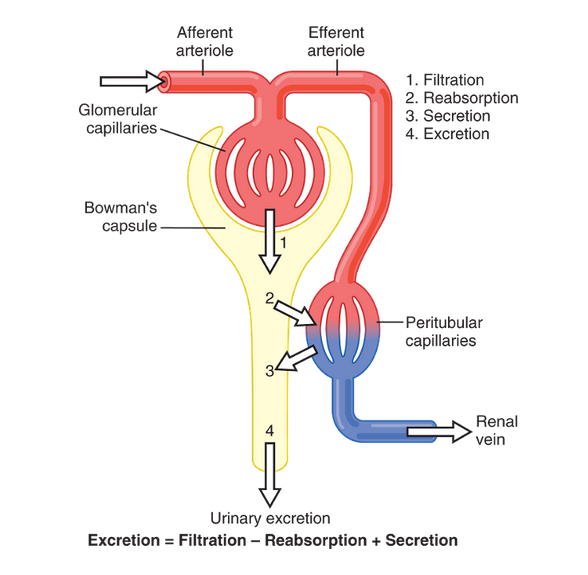 Afferent
arteriole
Efferent
arteriole
1. Filtration
2. Reabsorption
3. Secretion
4. Excretion
Glomerular
capillaries
Bowman's
capsule
1
2
3
4
Peritubular
capillaries
Renal
vein
Urinary excretion
Excretion = Filtration – Reabsorption + Secretion